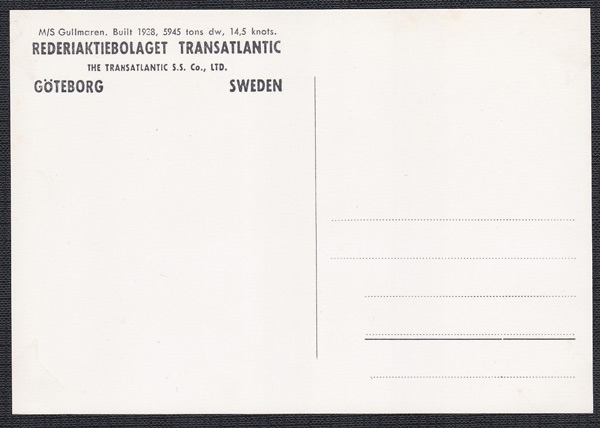 M/S Gullmaren. Built 1928, 5945 tons dw, 14,5 knots.
REDERIAKTIEBOLAGET TRANSATLANTIC
THE TRANSATLANTIC S.S. Co., LTD.
GÖTEBORG SWEDEN